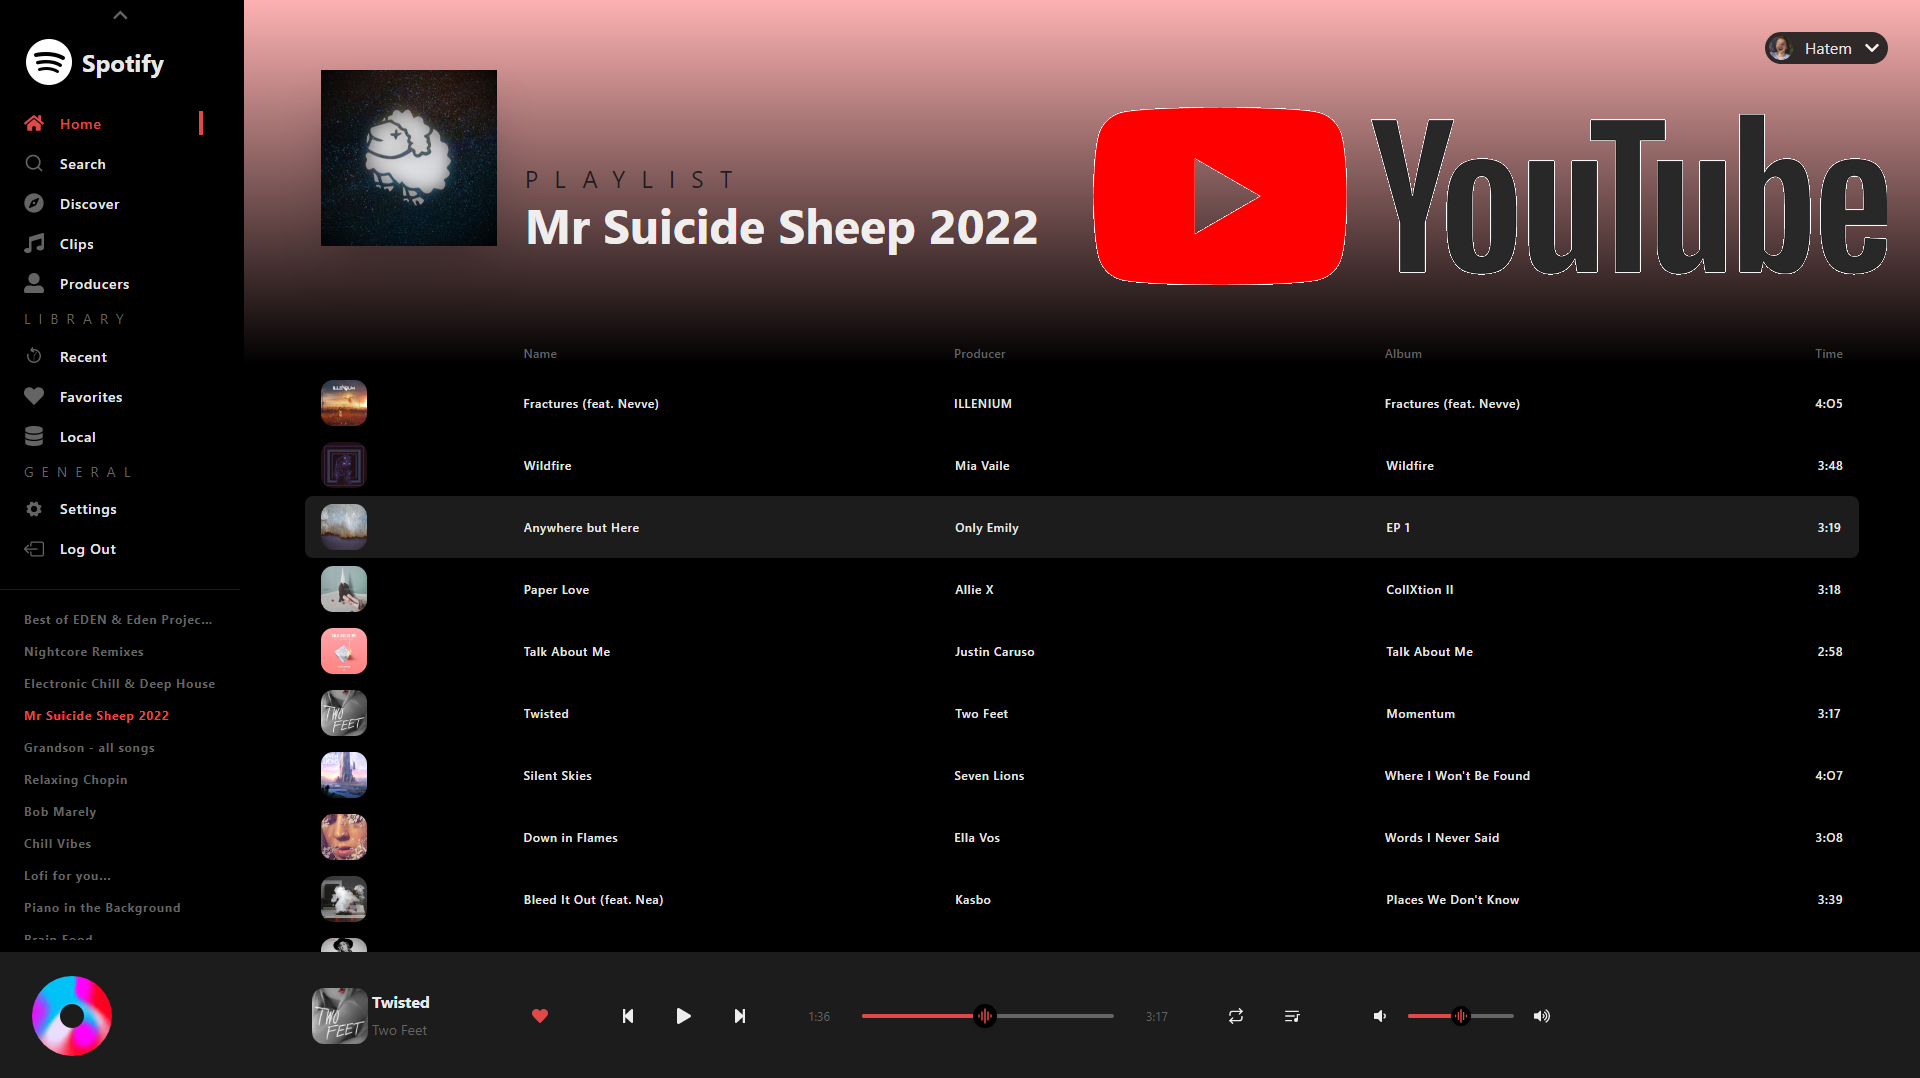 Spotify
Home
Search
Discover
Clips
Producers
LIBRARY
Recent
Favorites
Local
GENERAL
Settings
Log Out
Best of EDEN & Eden Projec...
Nightcore Remixes
Electronic Chill & Deep House
Mr Suicide Sheep 2022
Grandson - all songs
Relaxing Chopin
Bob Marely
Chill Vibes
Lofi for you...
Piano in the Background
Brain Food
Hatem
PLAYLIST
Mr Suicide Sheep 2022
YouTube
Name Producer Album Time
ILLENIUM
Fractures (feat. Nevve) ILLENIUM Fractures (feat. Nevve) 4:05
Wildfire Mia Vaile Wildfire 3:48
Anywhere but Here Only Emily EP 1 3:19
Paper Love Allie X CollXtion II 3:18
Talk About Me Justin Caruso Talk About Me 2:58
TWO FEET
Twisted Two Feet Momentum 3:17
Silent Skies Seven Lions Where I Won't Be Found 4:07
Down in Flames Ella Vos Words I Never Said 3:08
Bleed It Out (feat. Nea) Kasbo Places We Don't Know 3:39
TWO FEET
Twisted
Two Feet
1:36 3:17